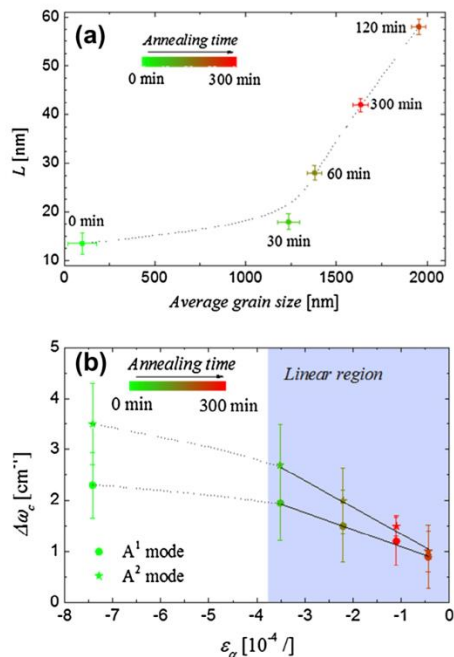 (a)
Annealing time
0 min 300 min
60
50
40
30
20
10
L [nm]
0 min
30 min
60 min
300 min
120 min
0 500 1000 1500 2000
Average grain size [nm]
(b)
Annealing time
0 min 300 min
Linear region
5
4
3
2
1
0
Δω_c [cm⁻¹]
A¹ mode
A² mode
-8 -7 -6 -5 -4 -3 -2 -1 0
ε_α [10⁻⁴ /]